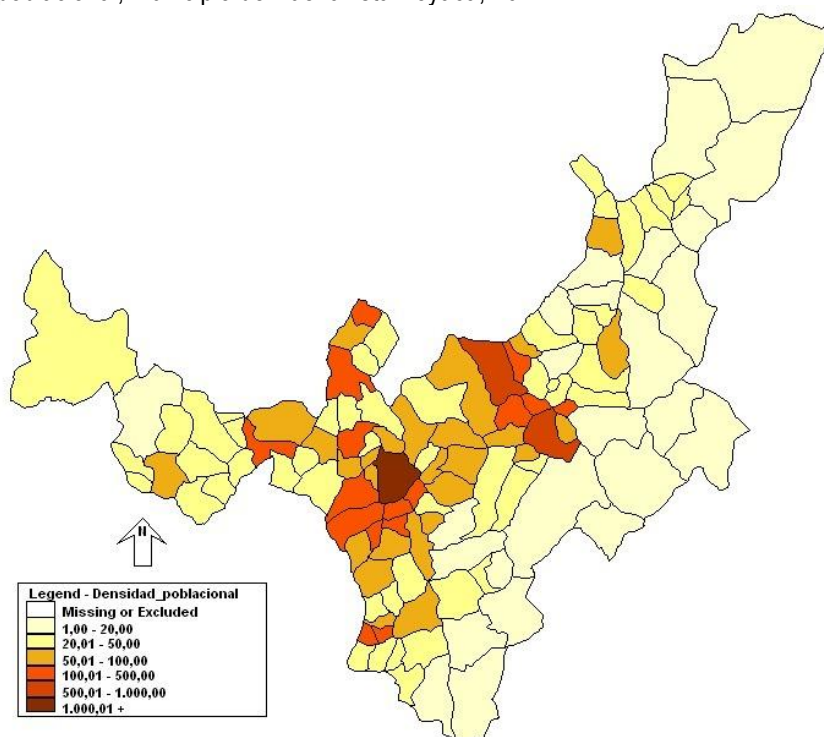 II
Legend - Densidad_poblacional
Missing or Excluded
1,00 - 20,00
20,01 - 50,00
50,01 - 100,00
100,01 - 500,00
500,01 - 1.000,00
1.000,01 +